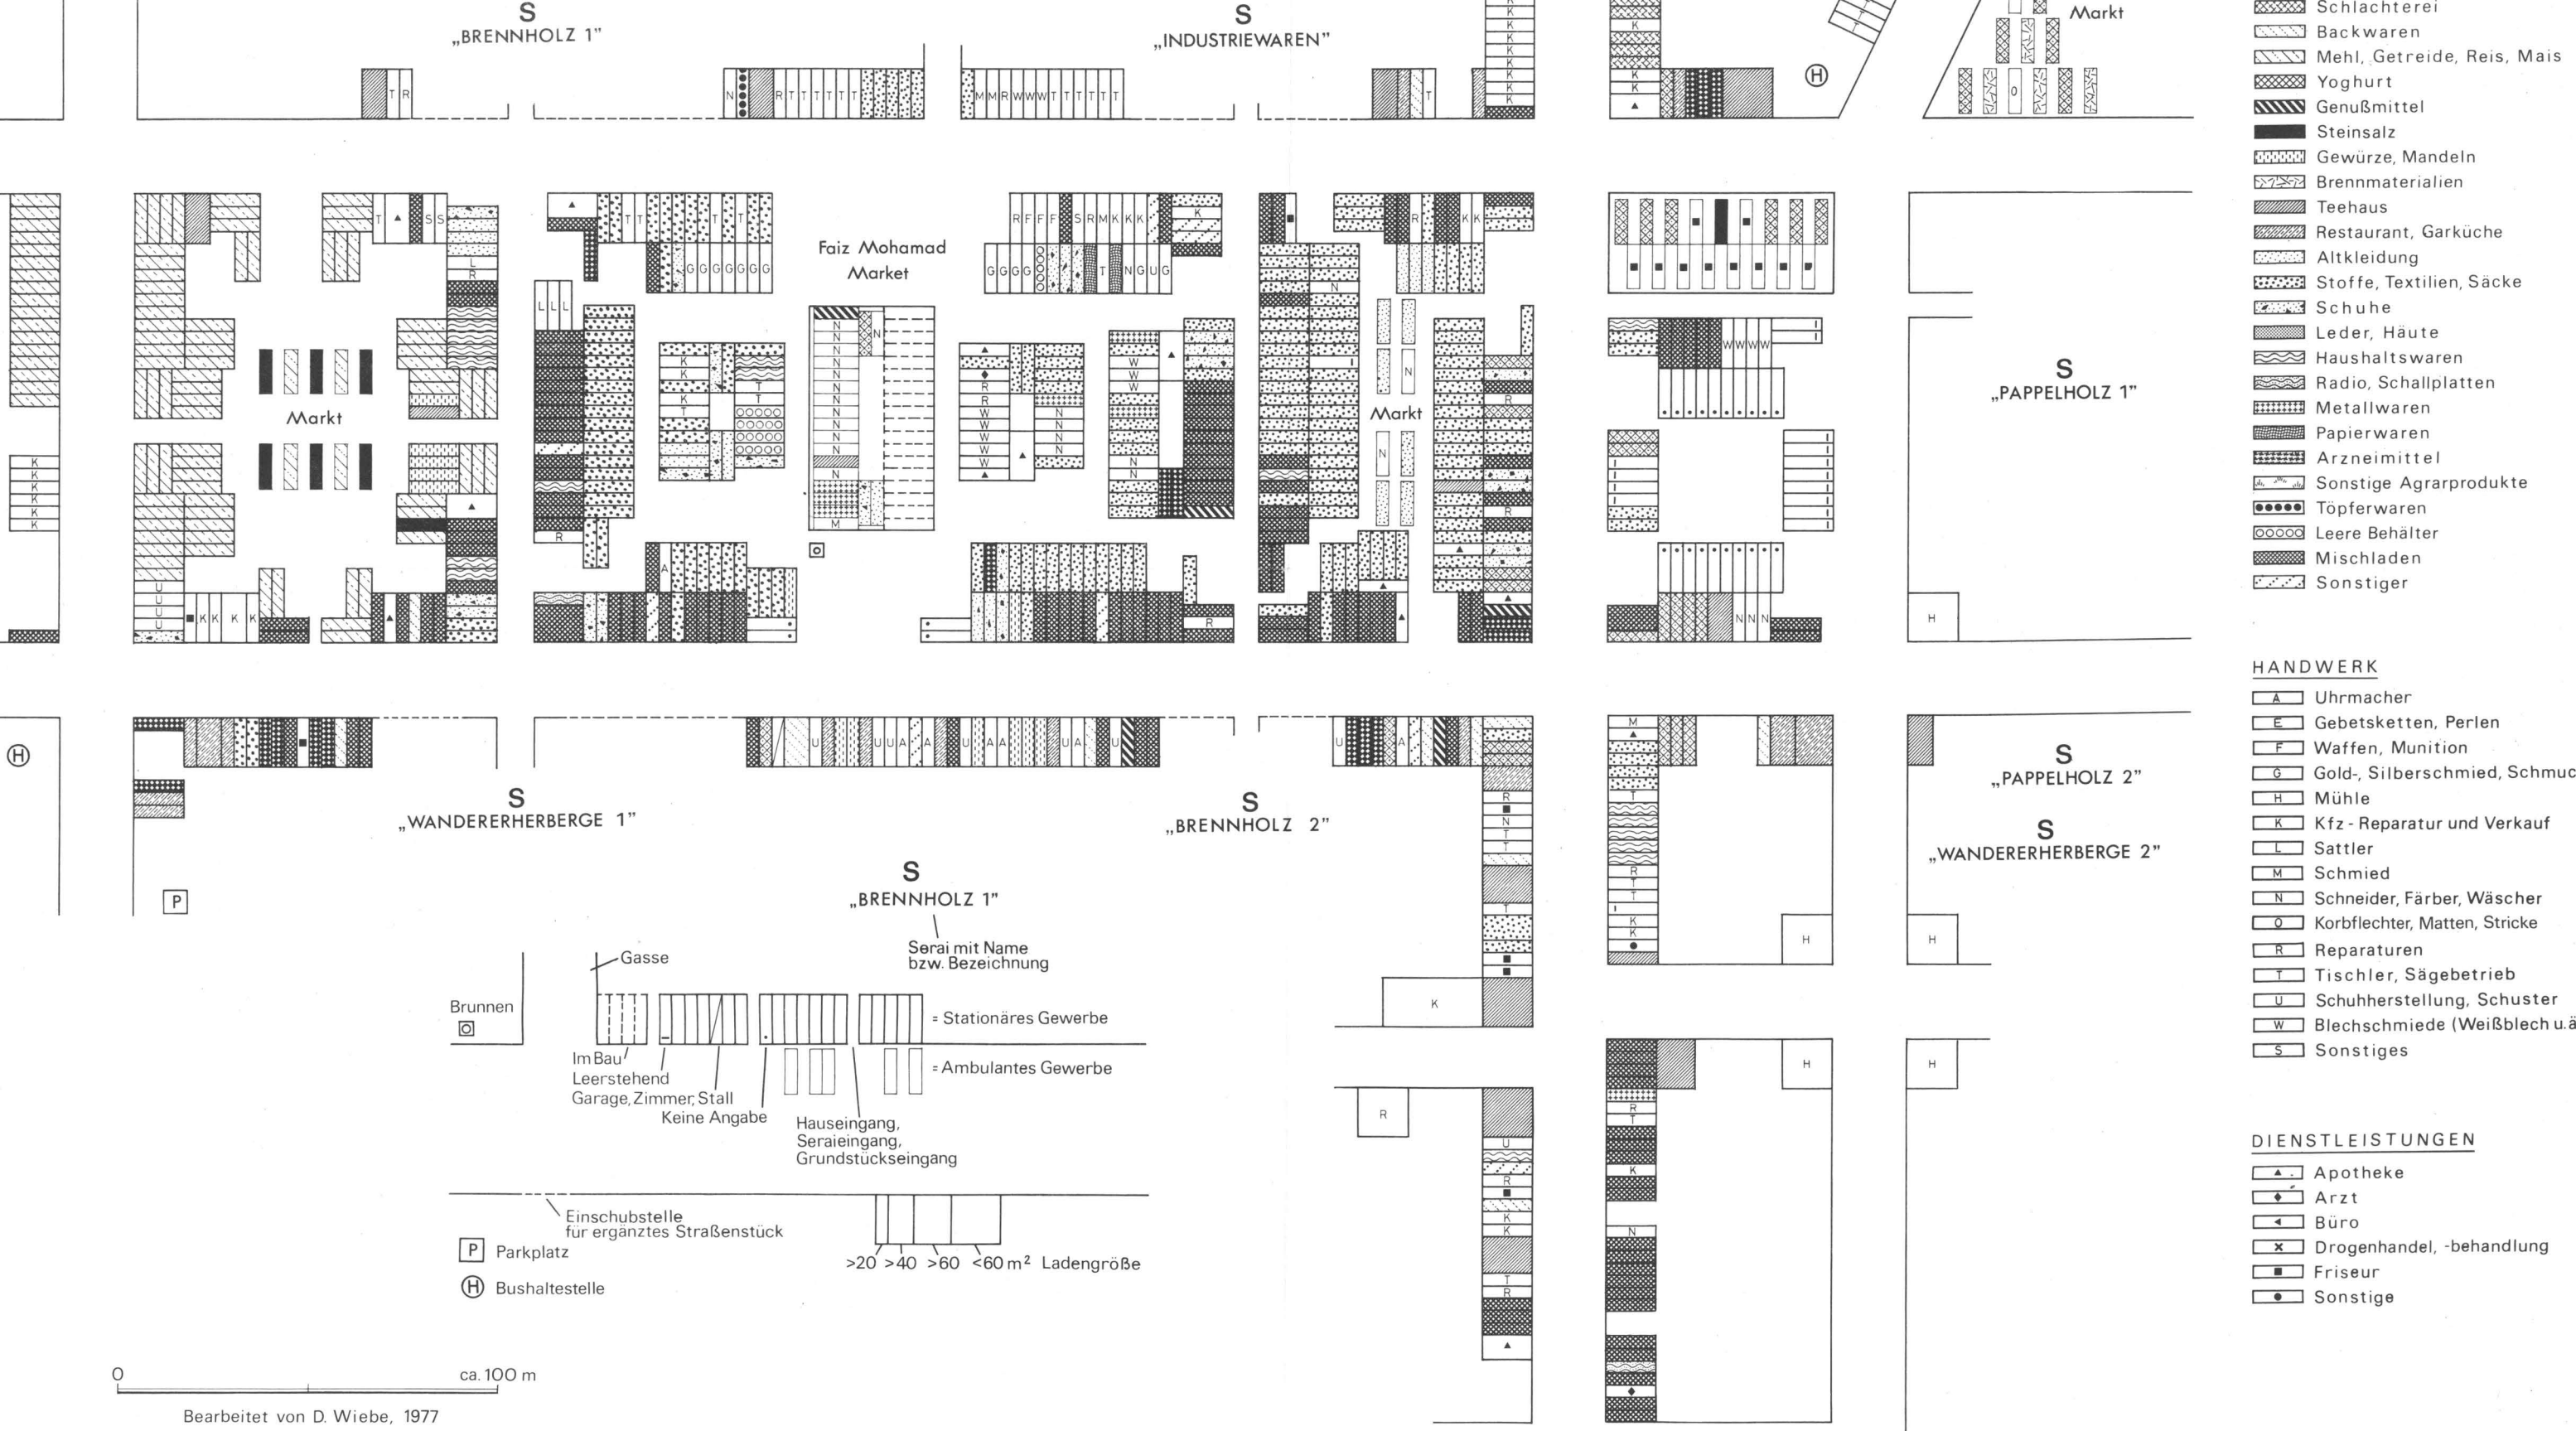 S
„BRENNHOLZ 1”
S
„INDUSTRIEWAREN”
Markt
H
T R
N
R T T T T T T
M M R W W W T T T T T T
T
K
K
K
K
K
K
K
K
K
K
K
T
T
O
Faiz Mohamad
Market
Markt
Markt
S
„PAPPELHOLZ 1”
H
H
S
„WANDERERHERBERGE 1”
S
„BRENNHOLZ 2”
S
„PAPPELHOLZ 2”
S
„WANDERERHERBERGE 2”
P
S
„BRENNHOLZ 1”
Serai mit Name
bzw. Bezeichnung
Gasse
Brunnen
= Stationäres Gewerbe
= Ambulantes Gewerbe
Im Bau
Leerstehend
Garage, Zimmer, Stall
Keine Angabe
Hauseingang,
Seraieingang,
Grundstückseingang
Einschubstelle
für ergänztes Straßenstück
P Parkplatz
H Bushaltestelle
>20 >40 >60 <60 m² Ladengröße
K
R
H
H
H
H
0 ca. 100 m
Bearbeitet von D. Wiebe, 1977
Schlachterei
Backwaren
Mehl, Getreide, Reis, Mais
Yoghurt
Genußmittel
Steinsalz
Gewürze, Mandeln
Brennmaterialien
Teehaus
Restaurant, Garküche
Altkleidung
Stoffe, Textilien, Säcke
Schuhe
Leder, Häute
Haushaltswaren
Radio, Schallplatten
Metallwaren
Papierwaren
Arzneimittel
Sonstige Agrarprodukte
Töpferwaren
Leere Behälter
Mischladen
Sonstiger
HANDWERK
A Uhrmacher
E Gebetsketten, Perlen
F Waffen, Munition
G Gold-, Silberschmied, Schmuc
H Mühle
K Kfz - Reparatur und Verkauf
L Sattler
M Schmied
N Schneider, Färber, Wäscher
O Korbflechter, Matten, Stricke
R Reparaturen
T Tischler, Sägebetrieb
U Schuhherstellung, Schuster
W Blechschmiede (Weißblech u.ä
S Sonstiges
DIENSTLEISTUNGEN
Apotheke
Arzt
Büro
Drogenhandel, -behandlung
Friseur
Sonstige